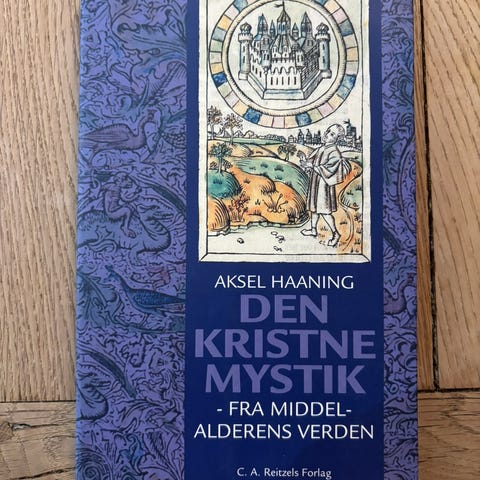 AKSEL HAANING
DEN
KRISTNE
MYSTIK
- FRA MIDDEL-
ALDERENS VERDEN
C. A. Reitzels Forlag